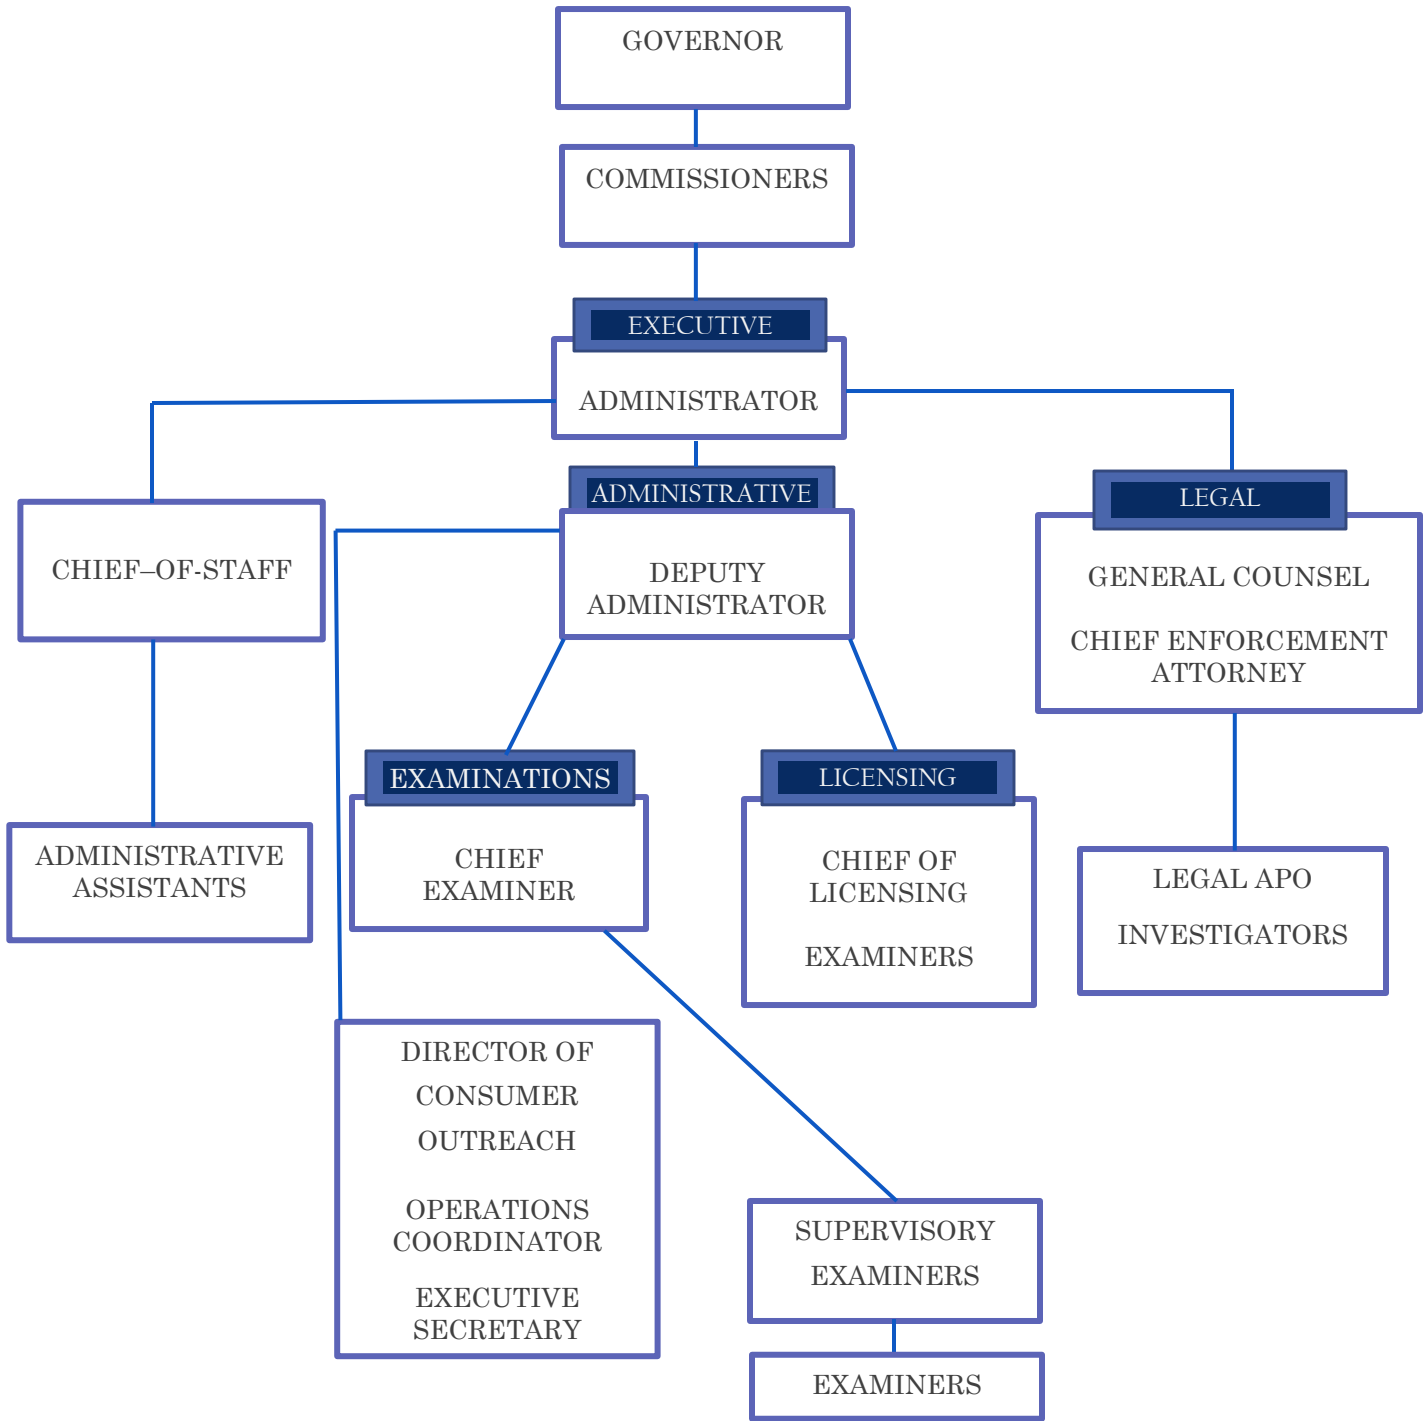 GOVERNOR
COMMISSIONERS
EXECUTIVE
ADMINISTRATOR
ADMINISTRATIVE
DEPUTY
ADMINISTRATOR
CHIEF–OF-STAFF
ADMINISTRATIVE
ASSISTANTS
LEGAL
GENERAL COUNSEL
CHIEF ENFORCEMENT
ATTORNEY
LEGAL APO
INVESTIGATORS
EXAMINATIONS
CHIEF
EXAMINER
LICENSING
CHIEF OF
LICENSING
EXAMINERS
DIRECTOR OF
CONSUMER
OUTREACH
OPERATIONS
COORDINATOR
EXECUTIVE
SECRETARY
SUPERVISORY
EXAMINERS
EXAMINERS